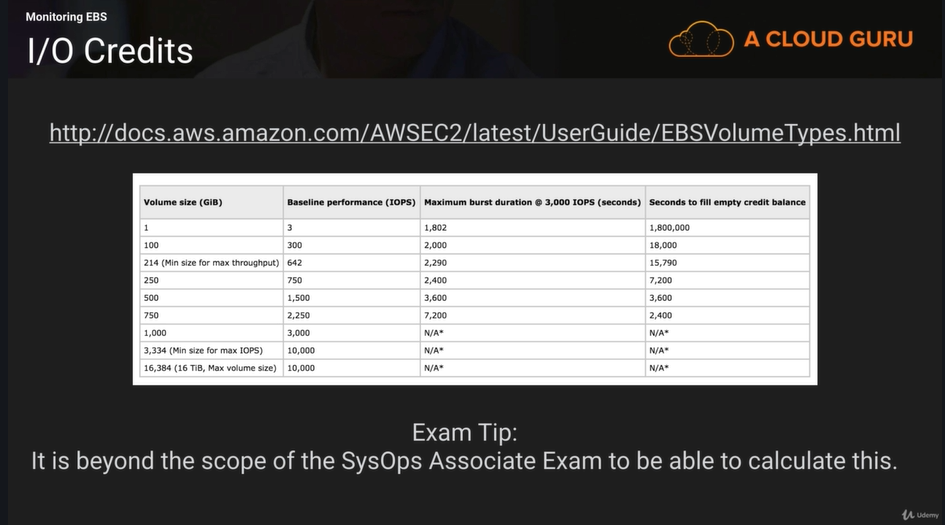 Monitoring EBS
I/O Credits
A CLOUD GURU
http://docs.aws.amazon.com/AWSEC2/latest/UserGuide/EBSVolumeTypes.html
Volume size (GiB) Baseline performance (IOPS) Maximum burst duration @ 3,000 IOPS (seconds) Seconds to fill empty credit balance
1 3 1,802 1,800,000
100 300 2,000 18,000
214 (Min size for max throughput) 642 2,290 15,790
250 750 2,400 7,200
500 1,500 3,600 3,600
750 2,250 7,200 2,400
1,000 3,000 N/A* N/A*
3,334 (Min size for max IOPS) 10,000 N/A* N/A*
16,384 (16 TiB, Max volume size) 10,000 N/A* N/A*
Exam Tip:
It is beyond the scope of the SysOps Associate Exam to be able to calculate this.
Udemy